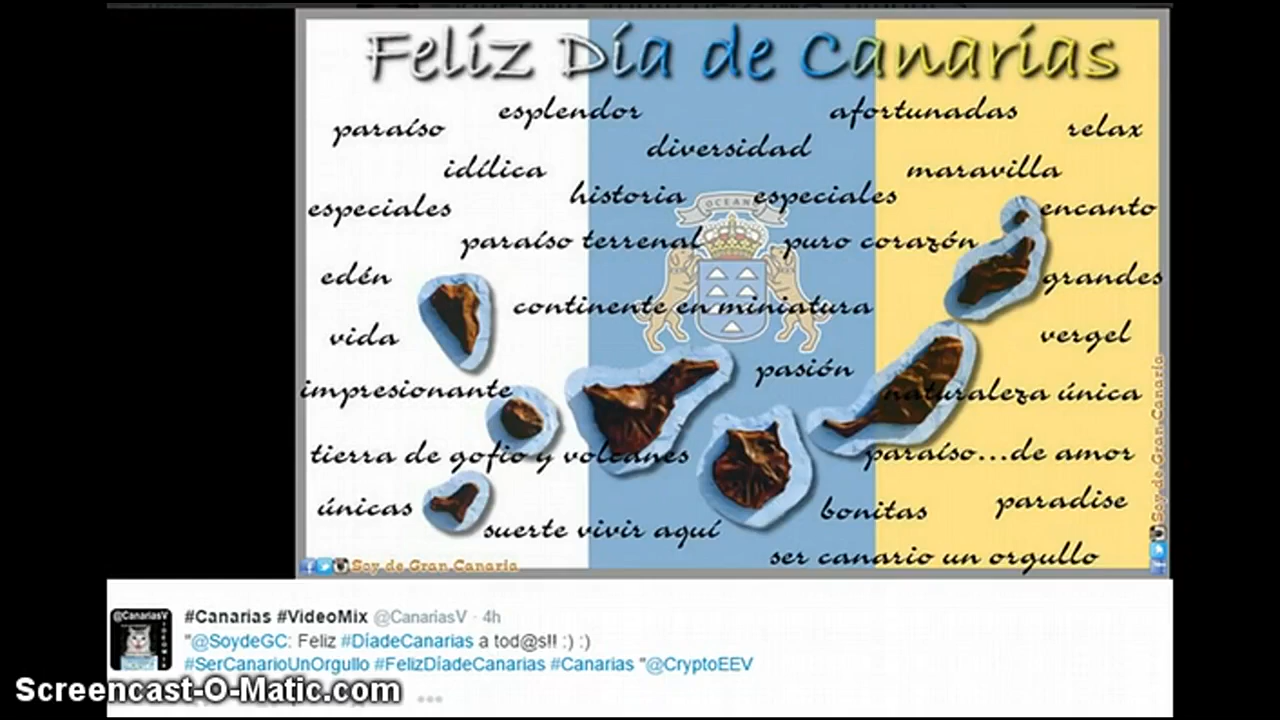 Feliz Día de Canarias
esplendor
afortunadas
paraíso
relax
diversidad
idílica
maravilla
historia
especiales
especiales
encanto
OCEANO
paraíso terrenal
puro corazón
edén
grandes
continente en miniatura
vida
vergel
pasión
impresionante
naturaleza única
tierra de gofio y volcanes
paraíso...de amor
únicas
bonitas
paradise
suerte vivir aquí
ser canario un orgullo
Soy de Gran Canaria
Soy de Gran Canaria
@CanariasV
#Canarias #VideoMix @CanariasV · 4h
"@SoydeGC: Feliz #DíadeCanarias a tod@s!! :) :)
#SerCanarioUnOrgullo #FelizDíadeCanarias #Canarias "@CryptoEEV
Screencast-O-Matic.com